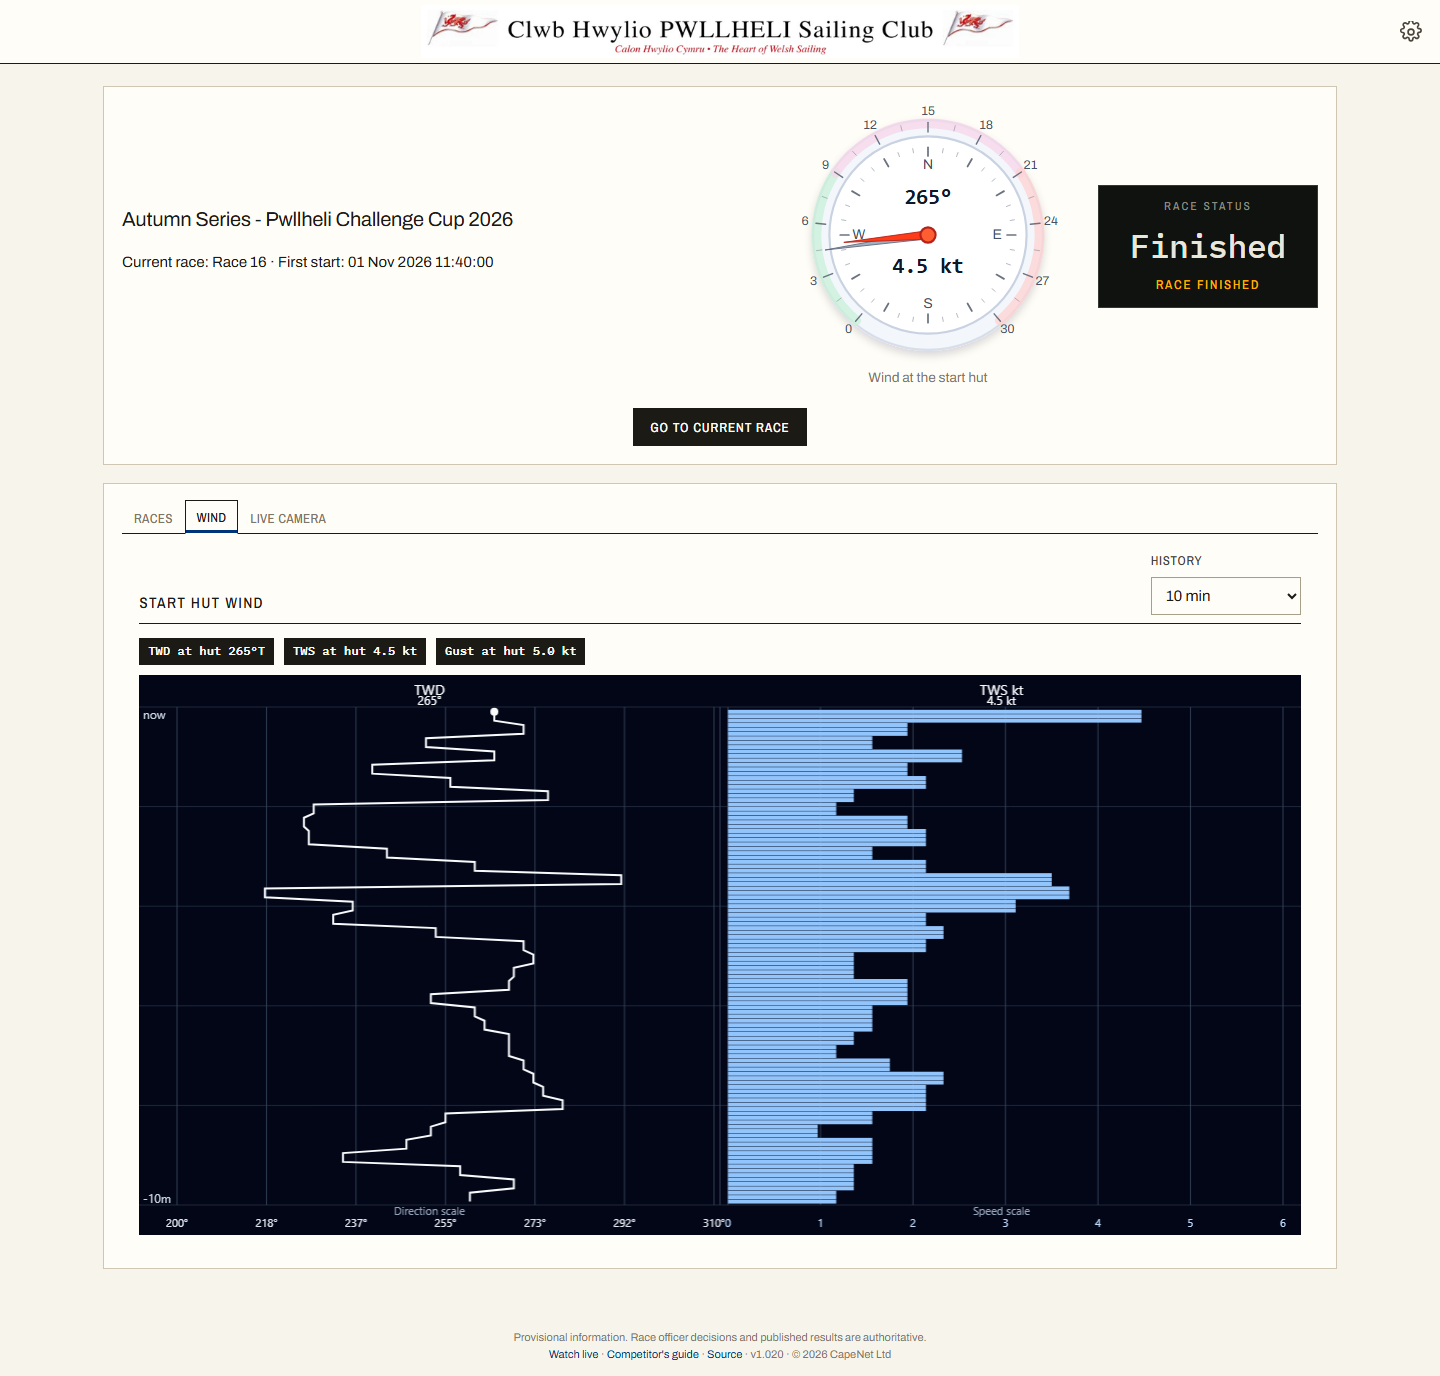 Clwb Hwylio PWLLHELI Sailing Club
Calon Hwylio Cymru • The Heart of Welsh Sailing
Autumn Series - Pwllheli Challenge Cup 2026
Current race: Race 16 · First start: 01 Nov 2026 11:40:00
0
3
6
9
12
15
18
21
24
27
30
N
E
S
W
265°
4.5 kt
Wind at the start hut
RACE STATUS
Finished
RACE FINISHED
GO TO CURRENT RACE
RACES
WIND
LIVE CAMERA
HISTORY
10 min
START HUT WIND
TWD at hut 265°T
TWS at hut 4.5 kt
Gust at hut 5.0 kt
TWD
265°
TWS kt
4.5 kt
now
-10m
Direction scale
Speed scale
200°
218°
237°
255°
273°
292°
310°
0
1
2
3
4
5
6
Provisional information. Race officer decisions and published results are authoritative.
Watch live · Competitor's guide · Source · v1.020 · © 2026 CapeNet Ltd